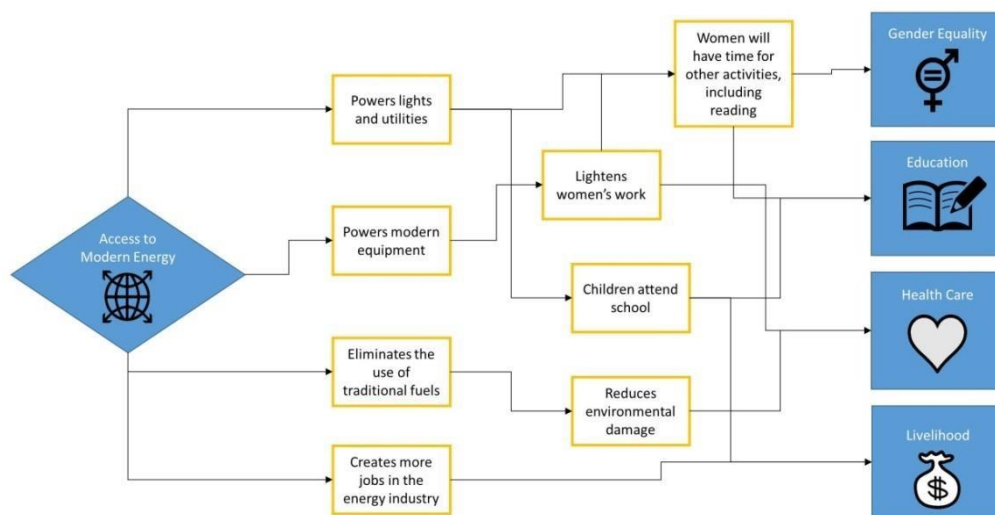 Access to
Modern Energy
Powers lights
and utilities
Powers modern
equipment
Eliminates the
use of
traditional fuels
Creates more
jobs in the
energy industry
Lightens
women’s work
Children attend
school
Reduces
environmental
damage
Women will
have time for
other activities,
including
reading
Gender Equality
Education
Health Care
Livelihood
$